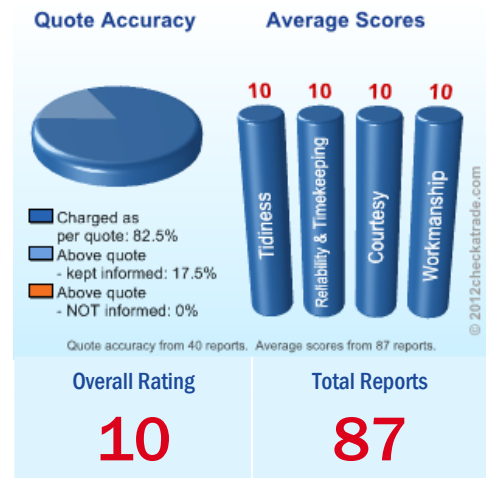 Quote Accuracy
Average Scores
10 10 10 10
Tidiness
Reliability & Timekeeping
Courtesy
Workmanship
Charged as
per quote: 82.5%
Above quote
- kept informed: 17.5%
Above quote
- NOT informed: 0%
© 2012checkatrade.com
Quote accuracy from 40 reports. Average scores from 87 reports.
Overall Rating
10
Total Reports
87